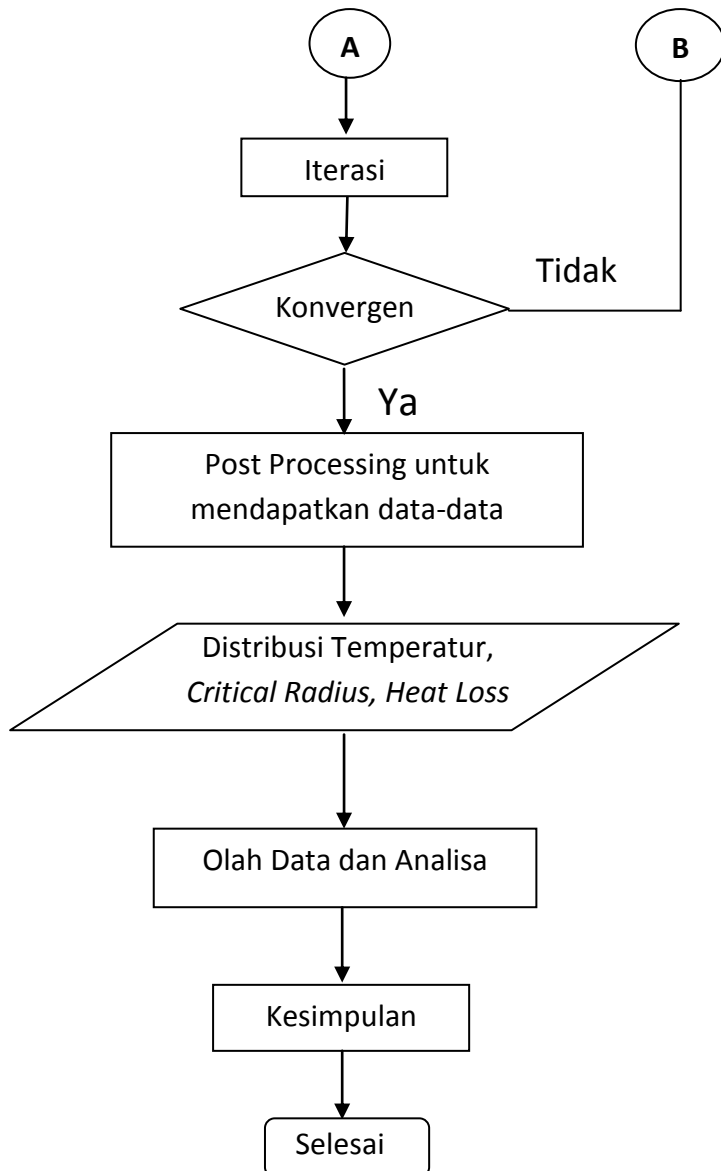 A
B
Iterasi
Konvergen
Tidak
Ya
Post Processing untuk
mendapatkan data-data
Distribusi Temperatur,
Critical Radius, Heat Loss
Olah Data dan Analisa
Kesimpulan
Selesai